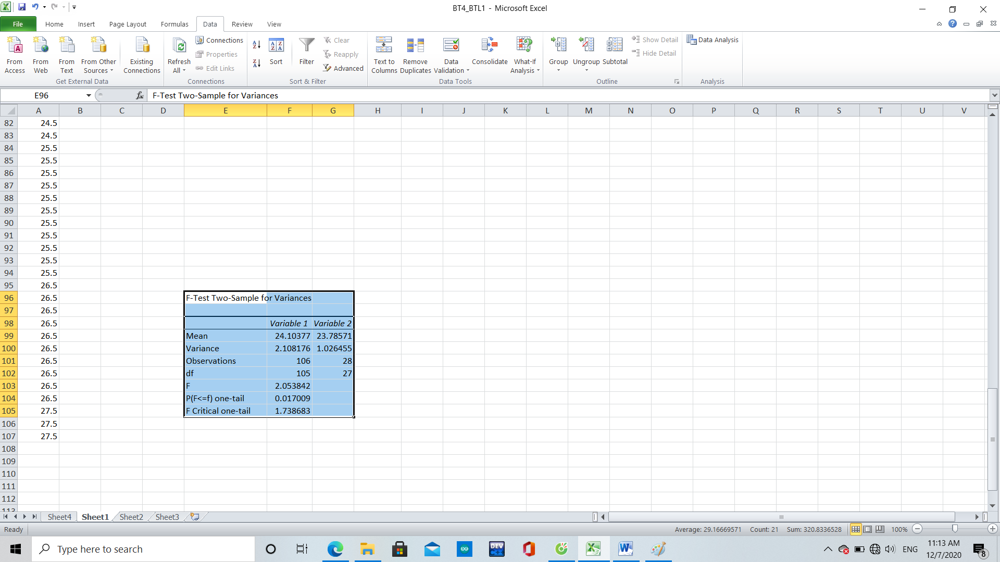 BT4_BTL1 - Microsoft Excel
File Home Insert Page Layout Formulas Data Review View
From Access
From Web
From Text
From Other Sources
Existing Connections
Get External Data
Refresh All
Connections
Properties
Edit Links
Connections
Sort
Filter
Clear
Reapply
Advanced
Sort & Filter
Text to Columns
Remove Duplicates
Data Validation
Consolidate
What-If Analysis
Data Tools
Group
Ungroup
Subtotal
Show Detail
Hide Detail
Outline
Data Analysis
Analysis
E96 fx F-Test Two-Sample for Variances
A B C D E F G H I J K L M N O P Q R S T U V
82 24.5
83 24.5
84 25.5
85 25.5
86 25.5
87 25.5
88 25.5
89 25.5
90 25.5
91 25.5
92 25.5
93 25.5
94 25.5
95 26.5
96 26.5 F-Test Two-Sample for Variances
97 26.5
98 26.5 Variable 1 Variable 2
99 26.5 Mean 24.10377 23.78571
100 26.5 Variance 2.108176 1.026455
101 26.5 Observations 106 28
102 26.5 df 105 27
103 26.5 F 2.053842
104 26.5 P(F<=f) one-tail 0.017009
105 27.5 F Critical one-tail 1.738683
106 27.5
107 27.5
108
109
110
111
112
113
Sheet4 Sheet1 Sheet2 Sheet3
Ready Average: 29.16669571 Count: 21 Sum: 320.8336528 100%
Type here to search
DEV
ENG
11:13 AM
12/7/2020
8